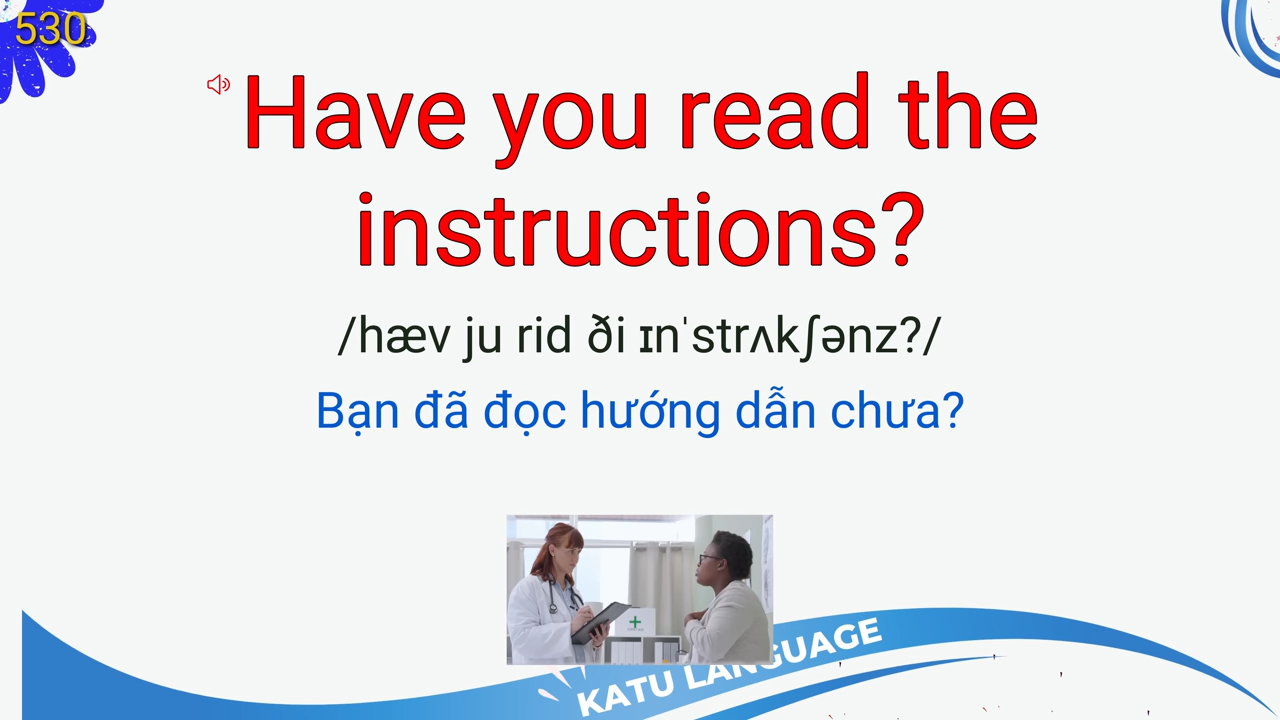 530
Have you read the
instructions?
/hæv ju rid ði ɪnˈstrʌkʃənz?/
Bạn đã đọc hướng dẫn chưa?
KATU LANGUAGE